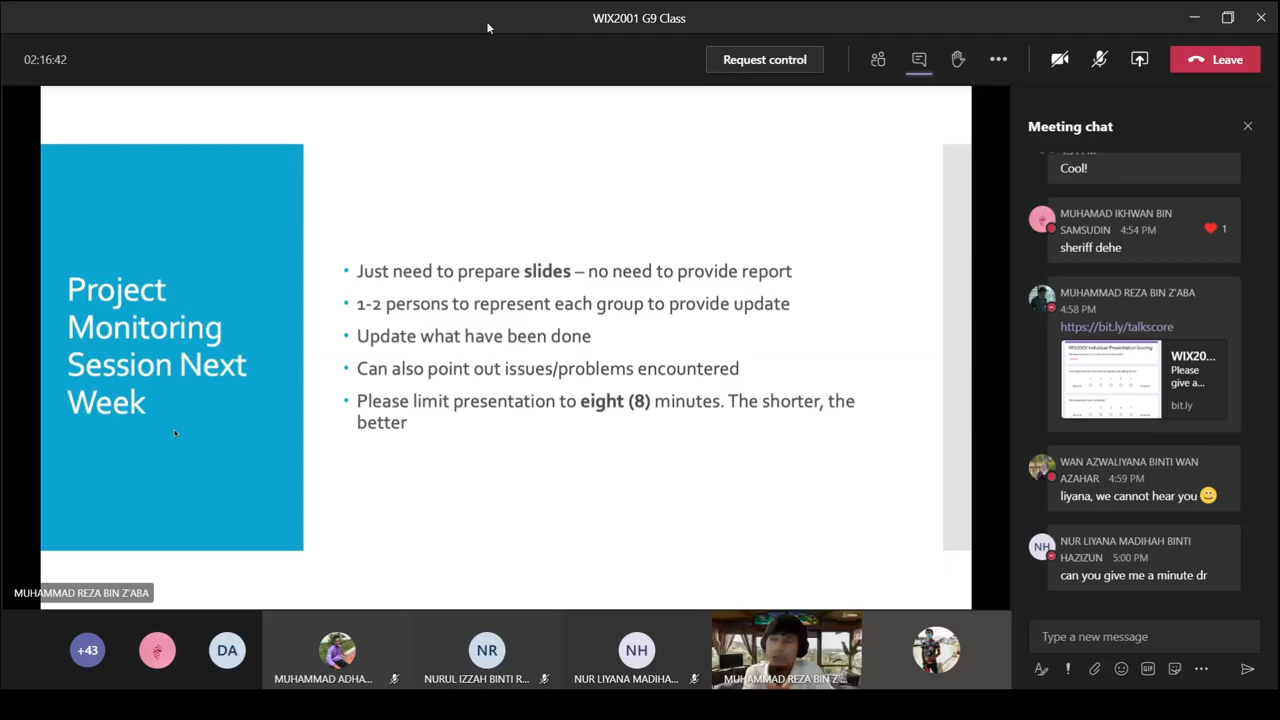 WIX2001 G9 Class
02:16:42
Request control
Leave
Project
Monitoring
Session Next
Week
• Just need to prepare slides – no need to provide report
• 1-2 persons to represent each group to provide update
• Update what have been done
• Can also point out issues/problems encountered
• Please limit presentation to eight (8) minutes. The shorter, the
better
MUHAMMAD REZA BIN Z'ABA
Meeting chat
Cool!
MUHAMAD IKHWAN BIN
SAMSUDIN 4:54 PM
1
sheriff dehe
MUHAMMAD REZA BIN Z'ABA
4:58 PM
https://bit.ly/talkscore
WIX2001 Individual Presentation Scoring
WIX20...
Please
give a...
bit.ly
WAN AZWALIYANA BINTI WAN
AZAHAR 4:59 PM
liyana, we cannot hear you
NH
NUR LIYANA MADIHAH BINTI
HAZIZUN 5:00 PM
can you give me a minute dr
Type a new message
GIF
+43
DA
MUHAMMAD ADHA...
NR
NURUL IZZAH BINTI R...
NH
NUR LIYANA MADIHA...
MUHAMMAD REZA BIN Z'...